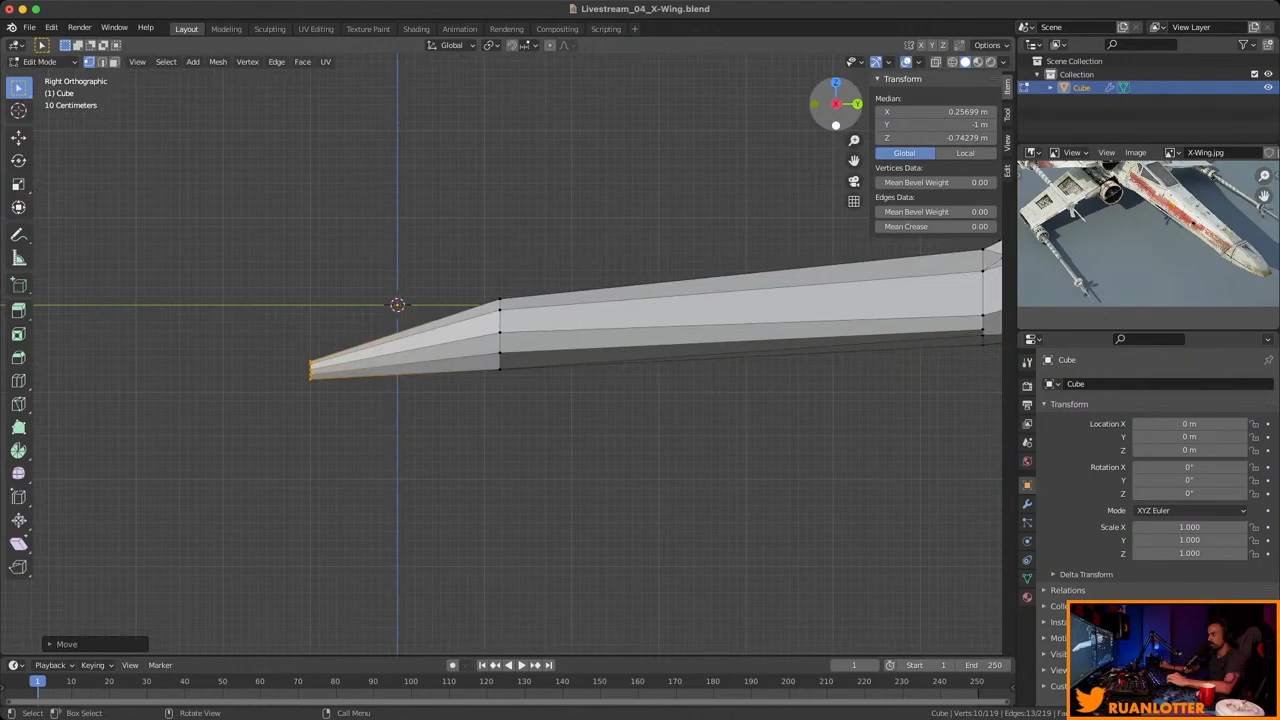 Livestream_04_X-Wing.blend
File Edit Render Window Help Layout Modeling Sculpting UV Editing Texture Paint Shading Animation Rendering Compositing Scripting + Scene View Layer
Global X Y Z Options
Edit Mode View Select Add Mesh Vertex Edge Face UV
Scene Collection
Collection
Cube
Right Orthographic
(1) Cube
10 Centimeters
Transform
Median:
X 0.25699 m
Y -1 m
Z -0.74279 m
Global Local
Vertices Data:
Mean Bevel Weight 0.00
Edges Data:
Mean Bevel Weight 0.00
Mean Crease 0.00
Item
Tool
View
Edit
X
Y
Z
View View Image X-Wing.jpg
Cube
Cube
Transform
Location X 0 m
Y 0 m
Z 0 m
Rotation X 0°
Y 0°
Z 0°
Mode XYZ Euler
Scale X 1.000
Y 1.000
Z 1.000
Delta Transform
Relations
Move
Playback Keying View Marker 1 Start 1 End 250
1 10 20 30 40 50 60 70 80 90 100 110 120 130 140 150 160 170 180 190 200 210 220 230 240 250
Select Box Select Rotate View Call Menu Cube | Verts:10/119 | Edges:13/219 | Fa
RUANLOTTER